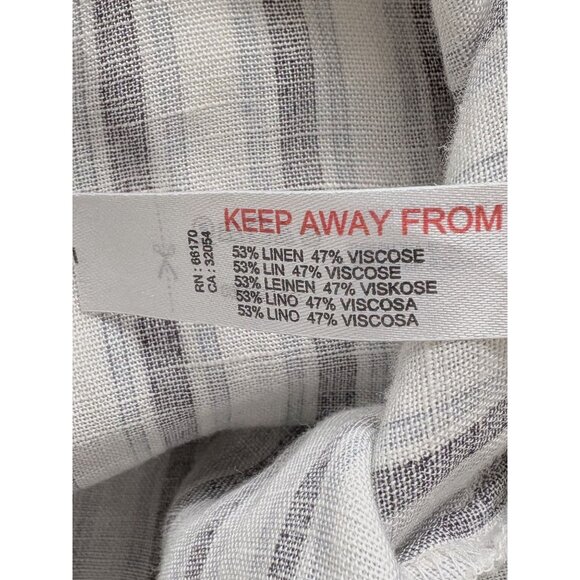 RN : 66170
CA : 32054
KEEP AWAY FROM
53% LINEN 47% VISCOSE
53% LIN 47% VISCOSE
53% LEINEN 47% VISKOSE
53% LINO 47% VISCOSA
53% LINO 47% VISCOSA